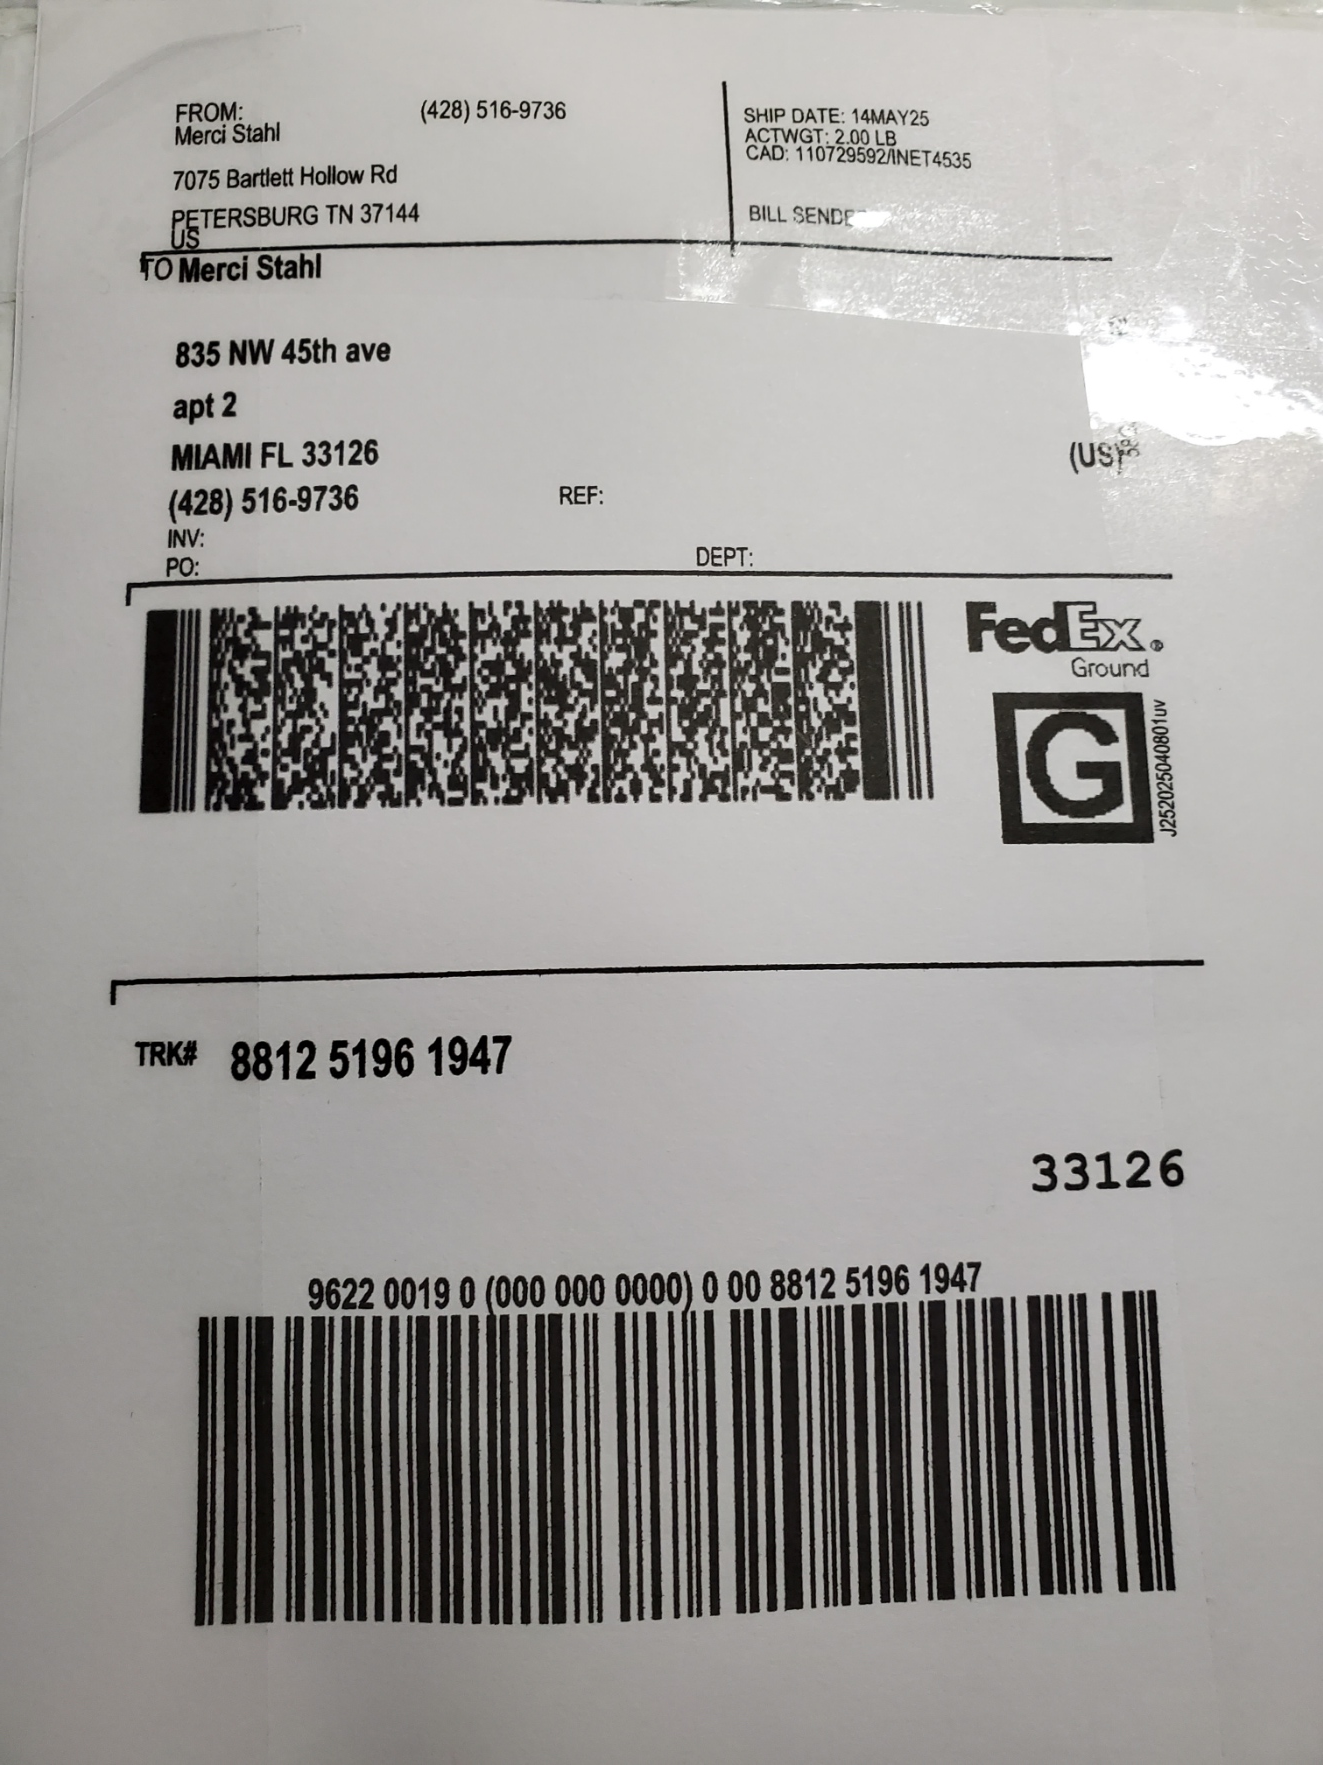 FROM: (428) 516-9736
Merci Stahl
7075 Bartlett Hollow Rd
PETERSBURG TN 37144
US
SHIP DATE: 14MAY25
ACTWGT: 2.00 LB
CAD: 110729592/INET4535
BILL
TO Merci Stahl
835 NW 45th ave
apt 2
MIAMI FL 33126 (US)
(428) 516-9736 REF:
INV:
PO: DEPT:
FedEx®
Ground
G
J252025040801uv
TRK# 8812 5196 1947
33126
9622 0019 0 (000 000 0000) 0 00 8812 5196 1947